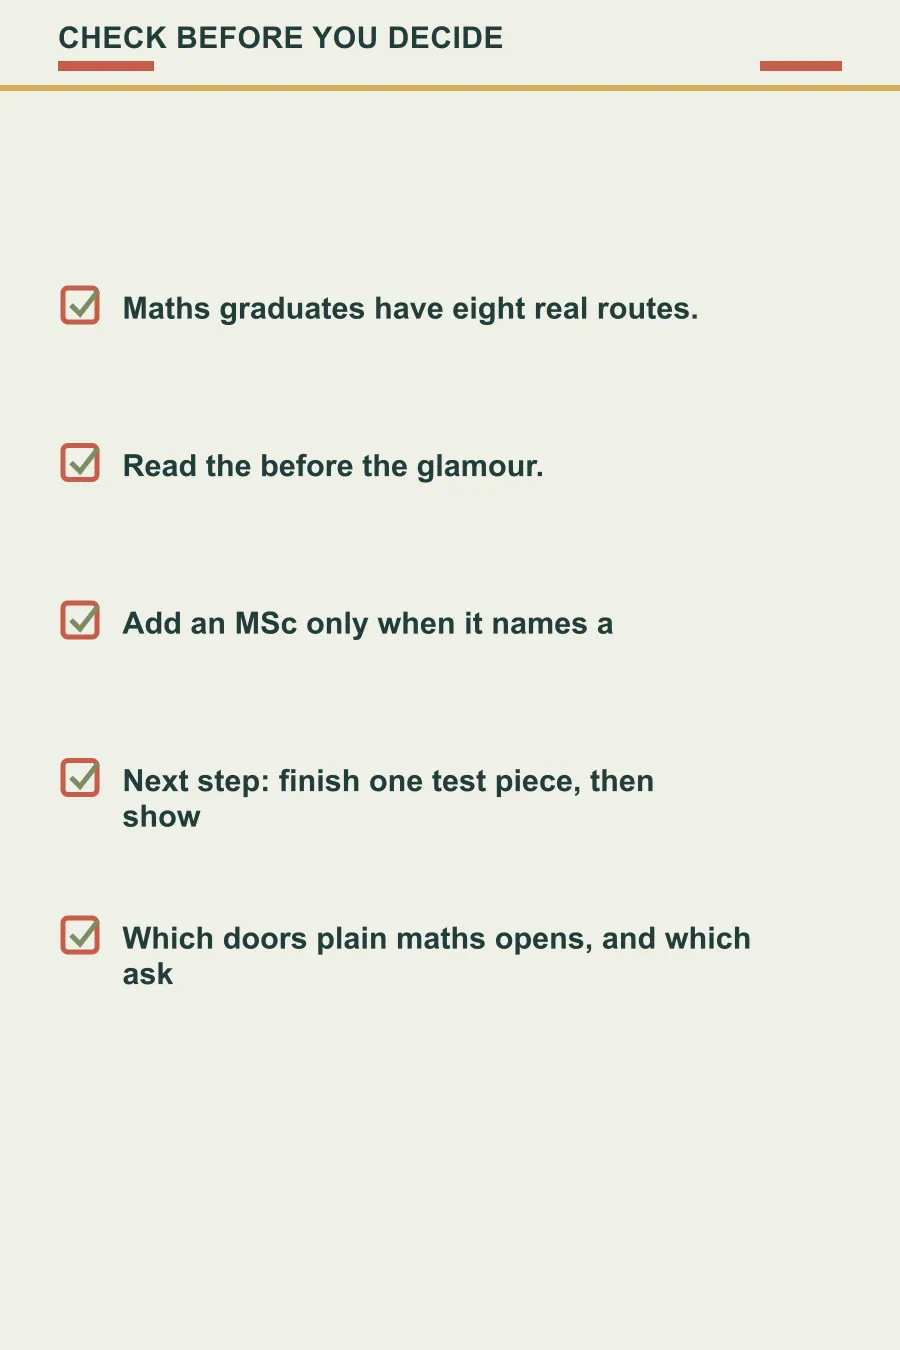 CHECK BEFORE YOU DECIDE
Maths graduates have eight real routes.
Read the before the glamour.
Add an MSc only when it names a
Next step: finish one test piece, then
show
Which doors plain maths opens, and which
ask